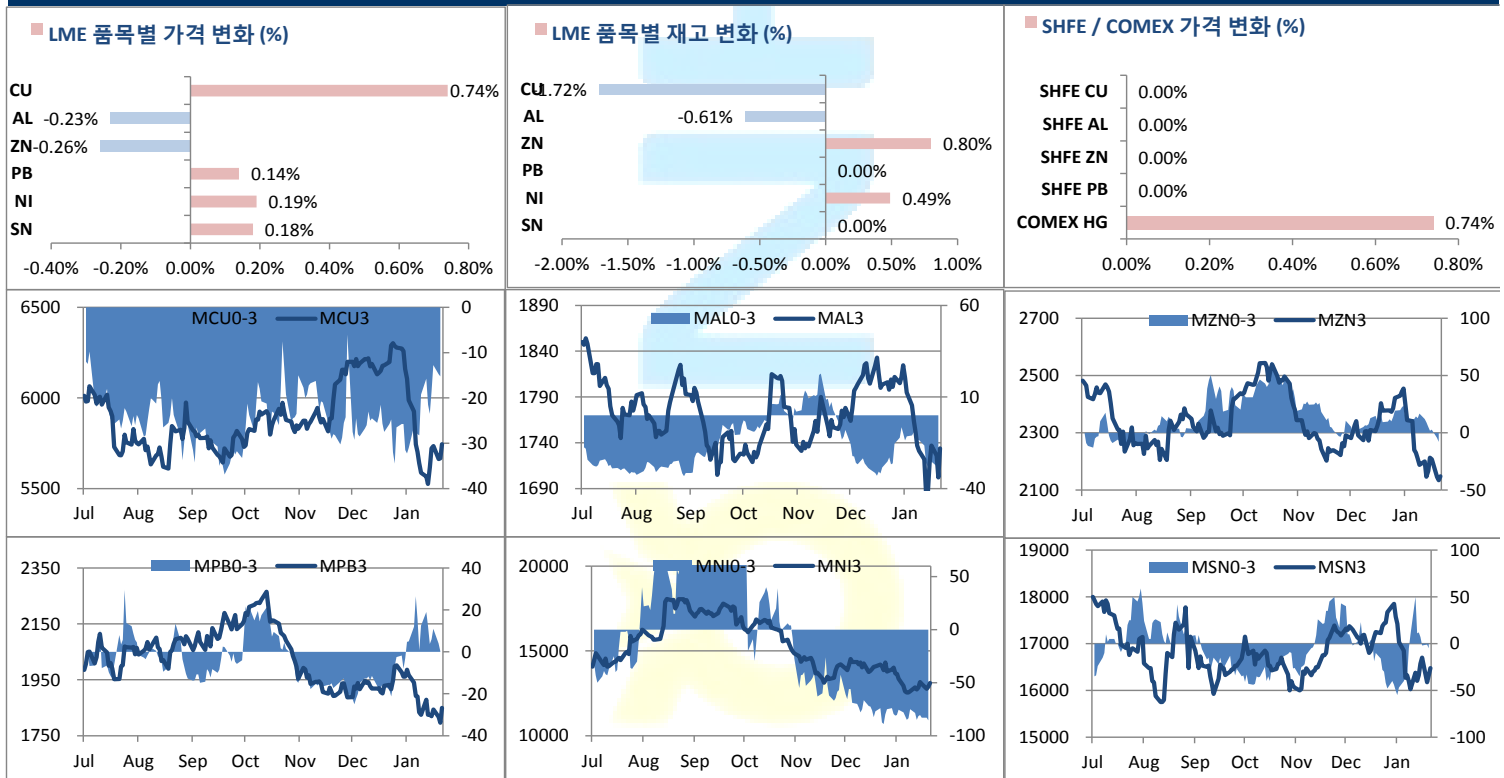 LME 품목별 가격 변화 (%)
CU 0.74%
AL -0.23%
ZN -0.26%
PB 0.14%
NI 0.19%
SN 0.18%
-0.40% -0.20% 0.00% 0.20% 0.40% 0.60% 0.80%
LME 품목별 재고 변화 (%)
CU -1.72%
AL -0.61%
ZN 0.80%
PB 0.00%
NI 0.49%
SN 0.00%
-2.00% -1.50% -1.00% -0.50% 0.00% 0.50% 1.00%
SHFE / COMEX 가격 변화 (%)
SHFE CU 0.00%
SHFE AL 0.00%
SHFE ZN 0.00%
SHFE PB 0.00%
COMEX HG 0.74%
0.00% 0.20% 0.40% 0.60% 0.80%
MCU0-3 MCU3
6500 0
-10
6000 -20
-30
5500 -40
Jul Aug Sep Oct Nov Dec Jan
MAL0-3 MAL3
1890 60
1840
1790 10
1740
1690 -40
Jul Aug Sep Oct Nov Dec Jan
MZN0-3 MZN3
2700 100
2500 50
2300 0
2100 -50
Jul Aug Sep Oct Nov Dec Jan
MPB0-3 MPB3
2350 40
2150 20
0
1950 -20
1750 -40
Jul Aug Sep Oct Nov Dec Jan
MNI0-3 MNI3
20000 50
15000 0
-50
10000 -100
Jul Aug Sep Oct Nov Dec Jan
MSN0-3 MSN3
19000 100
18000 50
17000 0
16000 -50
15000 -100
Jul Aug Sep Oct Nov Dec Jan